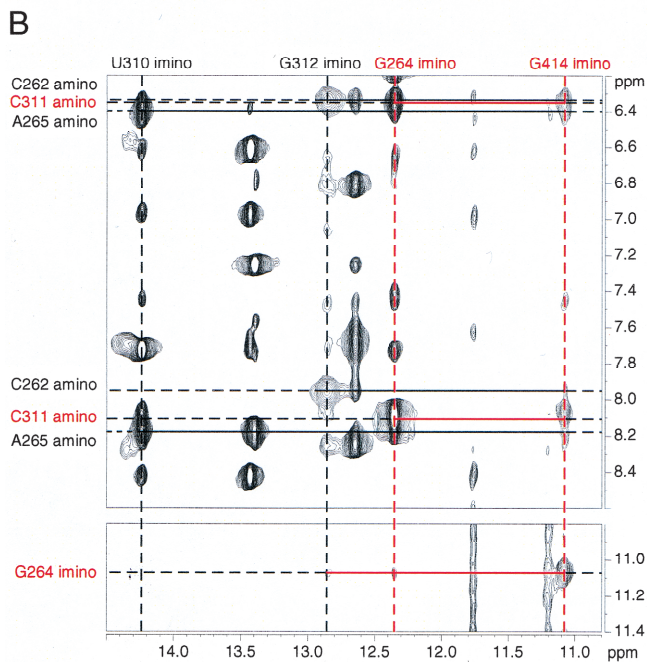 B
U310 imino G312 imino G264 imino G414 imino
C262 amino
ppm
C311 amino
6.4
A265 amino
6.6
6.8
7.0
7.2
7.4
7.6
7.8
C262 amino
8.0
C311 amino
8.2
A265 amino
8.4
11.0
G264 imino
11.2
11.4
14.0 13.5 13.0 12.5 12.0 11.5 11.0 ppm